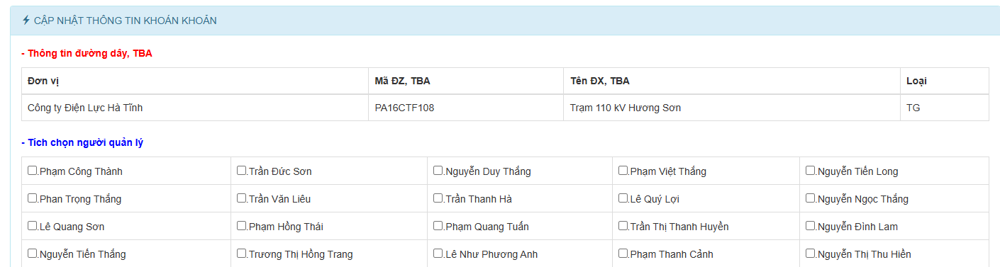 CẬP NHẬT THÔNG TIN KHOÁN KHOẢN
- Thông tin đường dây, TBA
Đơn vị Mã ĐZ, TBA Tên ĐX, TBA Loại
Công ty Điện Lực Hà Tĩnh PA16CTF108 Trạm 110 kV Hương Sơn TG
- Tích chọn người quản lý
.Phạm Công Thành .Trần Đức Sơn .Nguyễn Duy Thắng .Phạm Việt Thắng .Nguyễn Tiến Long
.Phan Trọng Thắng .Trần Văn Liêu .Trần Thanh Hà .Lê Quý Lợi .Nguyễn Ngọc Thắng
.Lê Quang Sơn .Phạm Hồng Thái .Phạm Quang Tuấn .Trần Thị Thanh Huyền .Nguyễn Đình Lam
.Nguyễn Tiến Thắng .Trương Thị Hồng Trang .Lê Như Phương Anh .Phạm Thanh Cảnh .Nguyễn Thị Thu Hiền